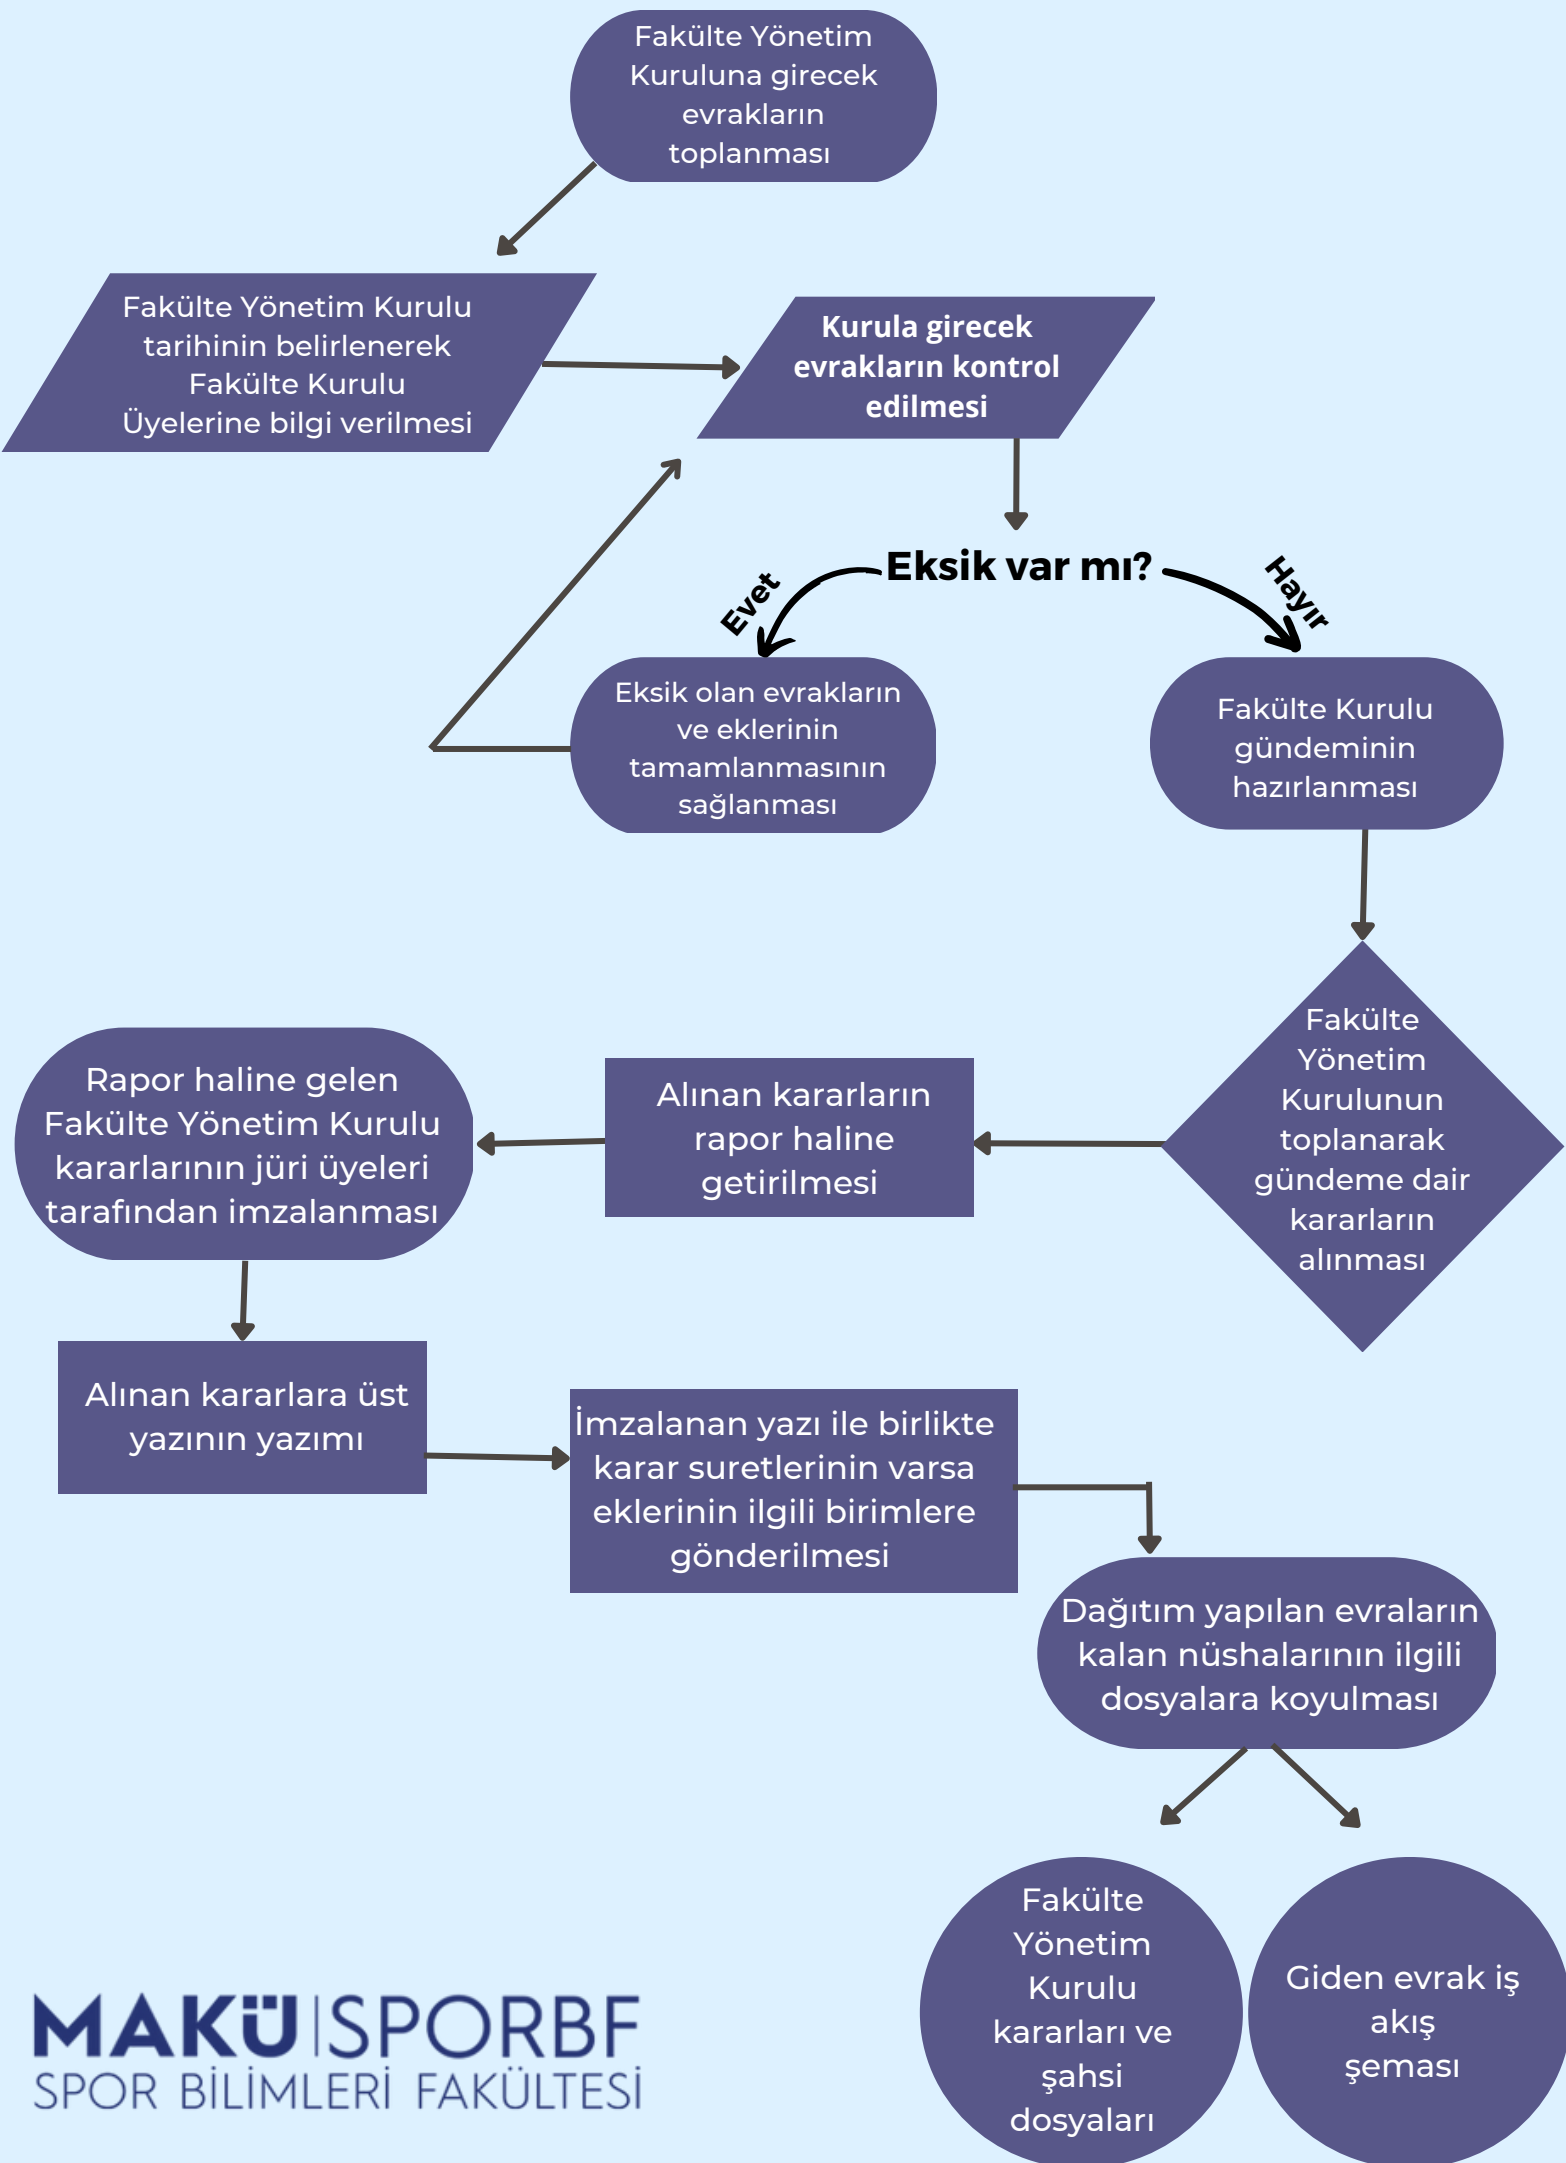 Fakülte Yönetim
Kuruluna girecek
evrakların
toplanması
Fakülte Yönetim Kurulu
tarihinin belirlenerek
Fakülte Kurulu
Üyelerine bilgi verilmesi
Kurula girecek
evrakların kontrol
edilmesi
Eksik var mı?
Evet
Hayır
Eksik olan evrakların
ve eklerinin
tamamlanmasının
sağlanması
Fakülte Kurulu
gündeminin
hazırlanması
Fakülte
Yönetim
Kurulunun
toplanarak
gündeme dair
kararların
alınması
Alınan kararların
rapor haline
getirilmesi
Rapor haline gelen
Fakülte Yönetim Kurulu
kararlarının jüri üyeleri
tarafından imzalanması
Alınan kararlara üst
yazının yazımı
İmzalanan yazı ile birlikte
karar suretlerinin varsa
eklerinin ilgili birimlere
gönderilmesi
Dağıtım yapılan evraların
kalan nüshalarının ilgili
dosyalara koyulması
Fakülte
Yönetim
Kurulu
kararları ve
şahsi
dosyaları
Giden evrak iş
akış
şeması
MAKÜ|SPORBF
SPOR BİLİMLERİ FAKÜLTESİ